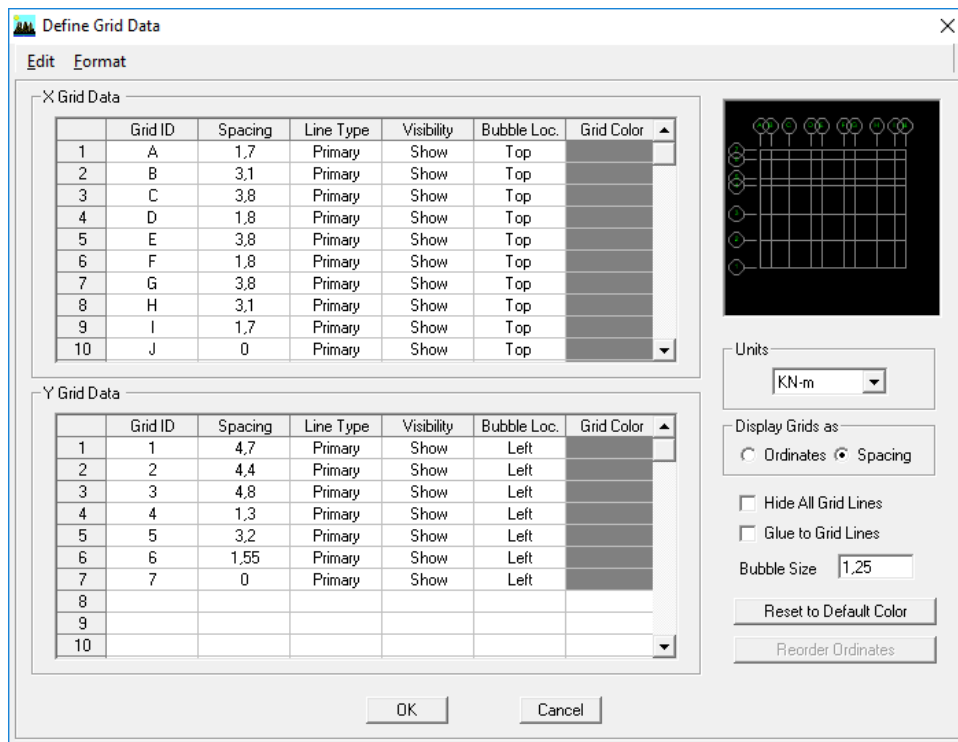 Define Grid Data
Edit Format
X Grid Data
Grid ID Spacing Line Type Visibility Bubble Loc. Grid Color
1 A 1,7 Primary Show Top
2 B 3,1 Primary Show Top
3 C 3,8 Primary Show Top
4 D 1,8 Primary Show Top
5 E 3,8 Primary Show Top
6 F 1,8 Primary Show Top
7 G 3,8 Primary Show Top
8 H 3,1 Primary Show Top
9 I 1,7 Primary Show Top
10 J 0 Primary Show Top
Y Grid Data
Grid ID Spacing Line Type Visibility Bubble Loc. Grid Color
1 1 4,7 Primary Show Left
2 2 4,4 Primary Show Left
3 3 4,8 Primary Show Left
4 4 1,3 Primary Show Left
5 5 3,2 Primary Show Left
6 6 1,55 Primary Show Left
7 7 0 Primary Show Left
8
9
10
Units
KN-m
Display Grids as
Ordinates Spacing
Hide All Grid Lines
Glue to Grid Lines
Bubble Size 1,25
Reset to Default Color
Reorder Ordinates
OK Cancel